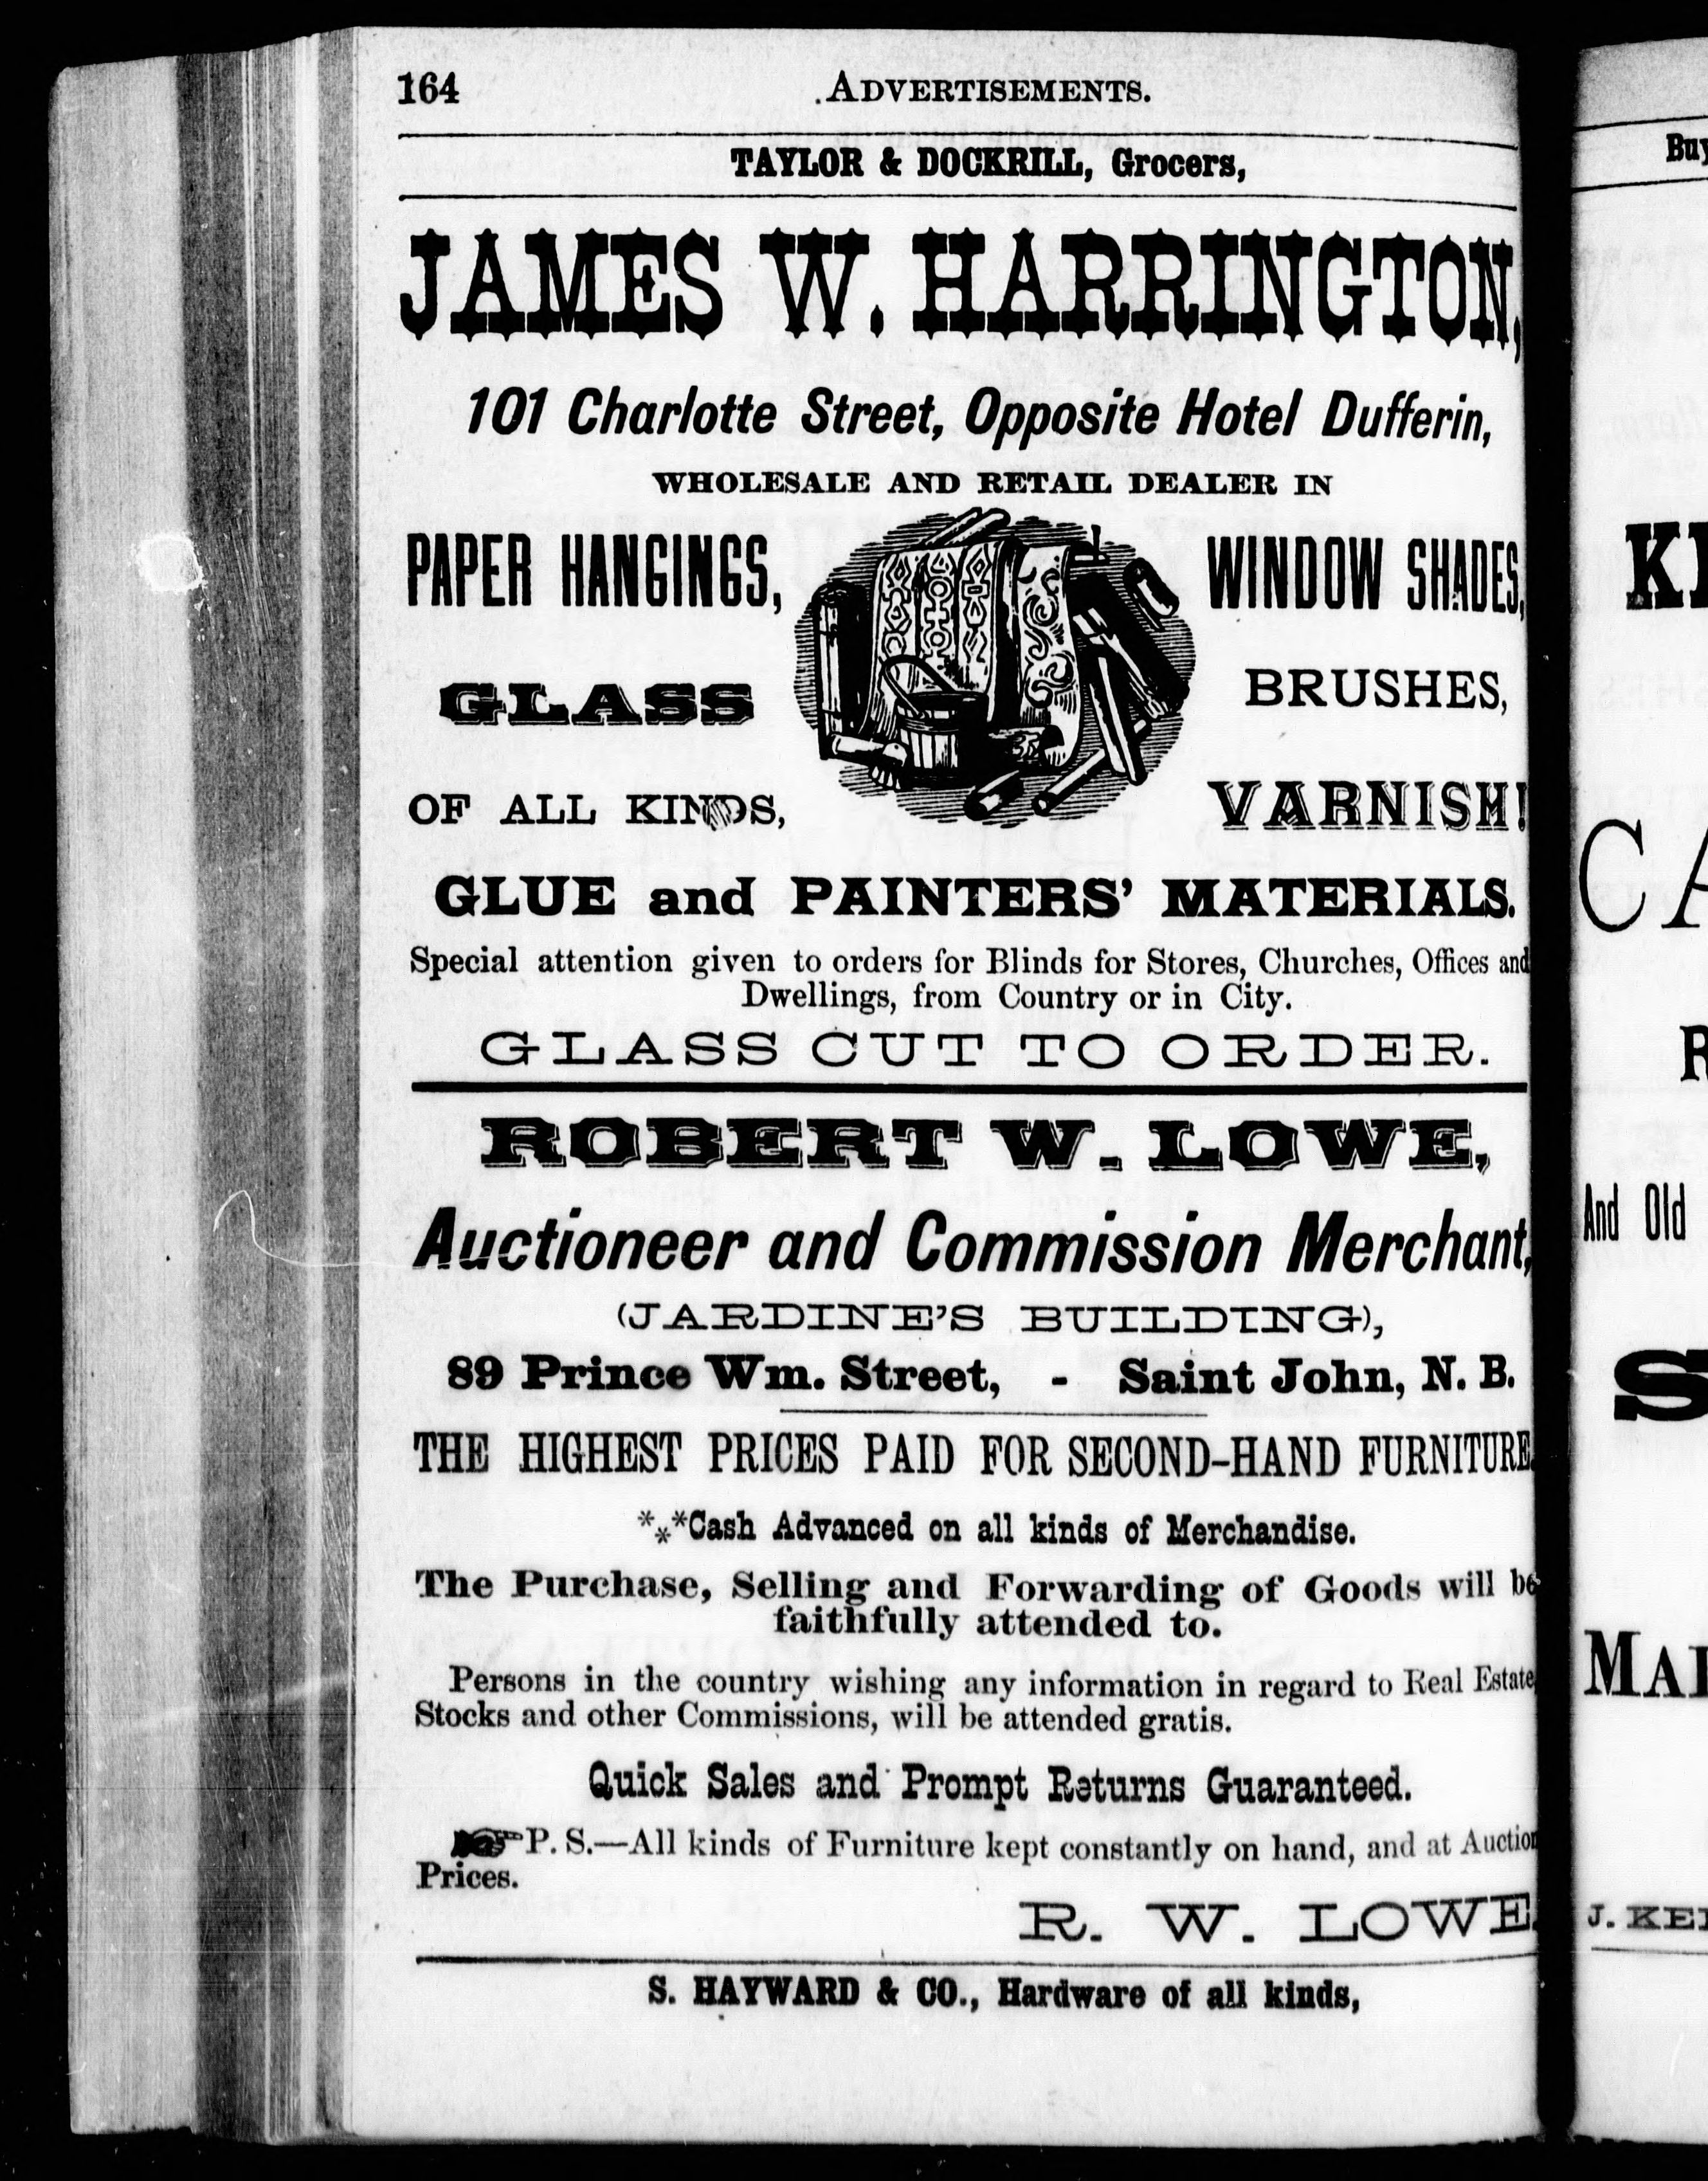 164
ADVERTISEMENTS.
TAYLOR & DOCKRILL, Grocers,
JAMES W. HARRINGTON,
101 Charlotte Street, Opposite Hotel Dufferin,
WHOLESALE AND RETAIL DEALER IN
PAPER HANGINGS,
WINDOW SHADES,
GLASS
BRUSHES,
OF ALL KINDS,
VARNISH!
GLUE and PAINTERS' MATERIALS.
Special attention given to orders for Blinds for Stores, Churches, Offices and
Dwellings, from Country or in City.
GLASS CUT TO ORDER.
ROBERT W. LOWE,
Auctioneer and Commission Merchant,
(JARDINE'S BUILDING),
89 Prince Wm. Street, - Saint John, N. B.
THE HIGHEST PRICES PAID FOR SECOND-HAND FURNITURE.
***Cash Advanced on all kinds of Merchandise.
The Purchase, Selling and Forwarding of Goods will be
faithfully attended to.
Persons in the country wishing any information in regard to Real Estate,
Stocks and other Commissions, will be attended gratis.
Quick Sales and Prompt Returns Guaranteed.
☞P. S.—All kinds of Furniture kept constantly on hand, and at Auction
Prices.
R. W. LOWE.
S. HAYWARD & CO., Hardware of all kinds,
And Old
J. KE